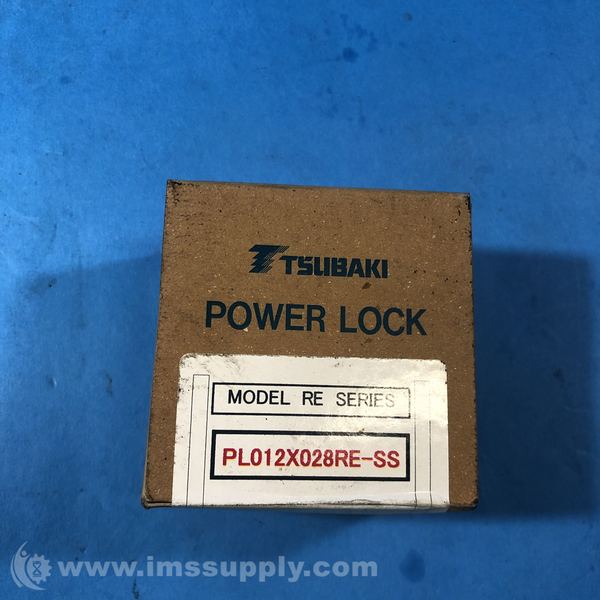 TSUBAKI
POWER LOCK
MODEL RE SERIES
PL012X028RE-SS
www.imssupply.com